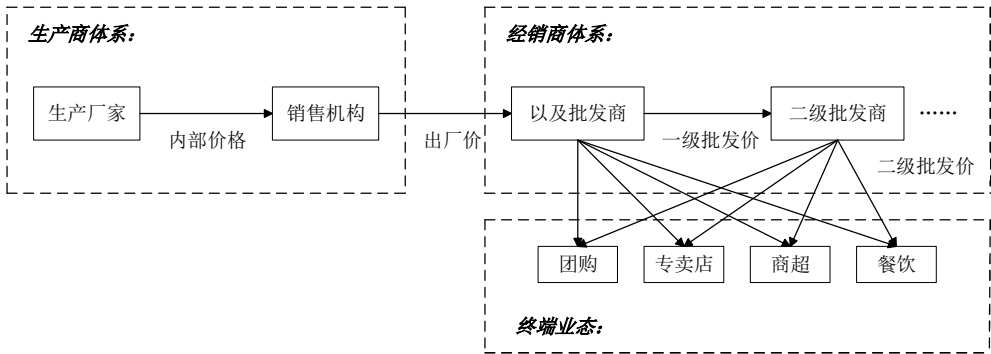 生产商体系：
经销商体系：
生产厂家
销售机构
以及批发商
二级批发商
……
内部价格
出厂价
一级批发价
二级批发价
团购
专卖店
商超
餐饮
终端业态：